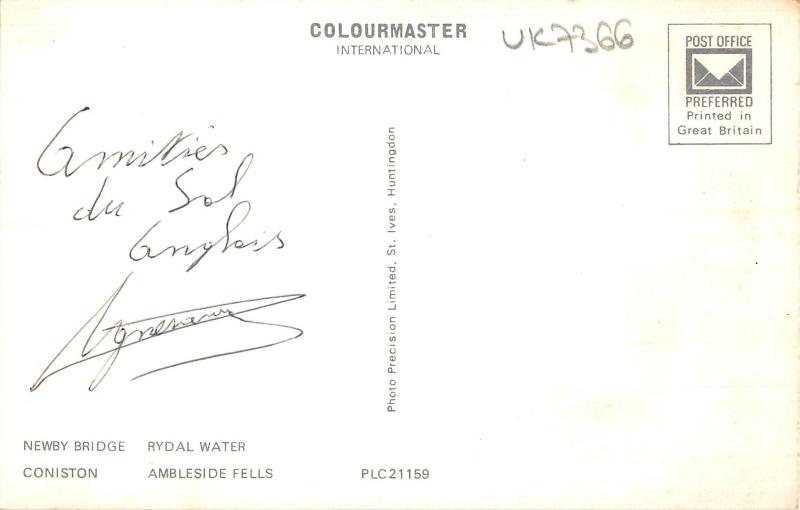 COLOURMASTER
INTERNATIONAL
UK7366
POST OFFICE
PREFERRED
Printed in
Great Britain
Amitiés
du Sol
Anglais
Photo Precision Limited, St. Ives, Huntingdon
NEWBY BRIDGE RYDAL WATER
CONISTON AMBLESIDE FELLS PLC21159